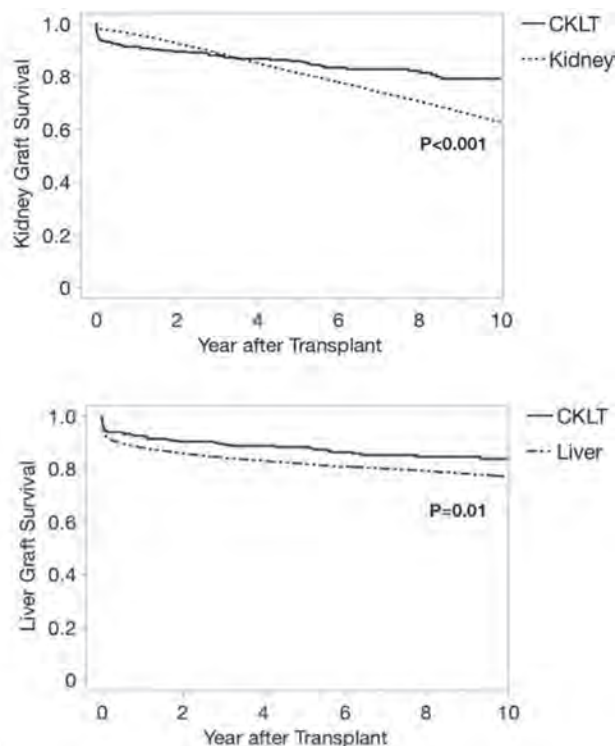 1.0
0.8
0.6
0.4
0.2
0
Kidney Graft Survival
CKLT
Kidney
P<0.001
0 2 4 6 8 10
Year after Transplant
1.0
0.8
0.6
0.4
0.2
0
Liver Graft Survival
CKLT
Liver
P=0.01
0 2 4 6 8 10
Year after Transplant